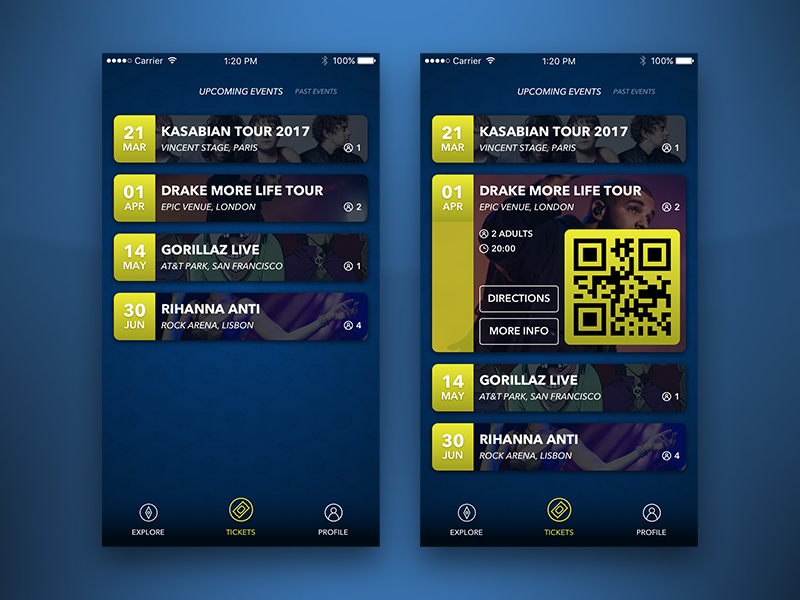 Carrier 1:20 PM 100%
UPCOMING EVENTS PAST EVENTS
21 MAR
KASABIAN TOUR 2017
VINCENT STAGE, PARIS
1
01 APR
DRAKE MORE LIFE TOUR
EPIC VENUE, LONDON
2
14 MAY
GORILLAZ LIVE
AT&T PARK, SAN FRANCISCO
1
30 JUN
RIHANNA ANTI
ROCK ARENA, LISBON
4
EXPLORE TICKETS PROFILE
Carrier 1:20 PM 100%
UPCOMING EVENTS PAST EVENTS
21 MAR
KASABIAN TOUR 2017
VINCENT STAGE, PARIS
1
01 APR
DRAKE MORE LIFE TOUR
EPIC VENUE, LONDON
2
2 ADULTS
20:00
DIRECTIONS
MORE INFO
14 MAY
GORILLAZ LIVE
AT&T PARK, SAN FRANCISCO
1
30 JUN
RIHANNA ANTI
ROCK ARENA, LISBON
4
EXPLORE TICKETS PROFILE